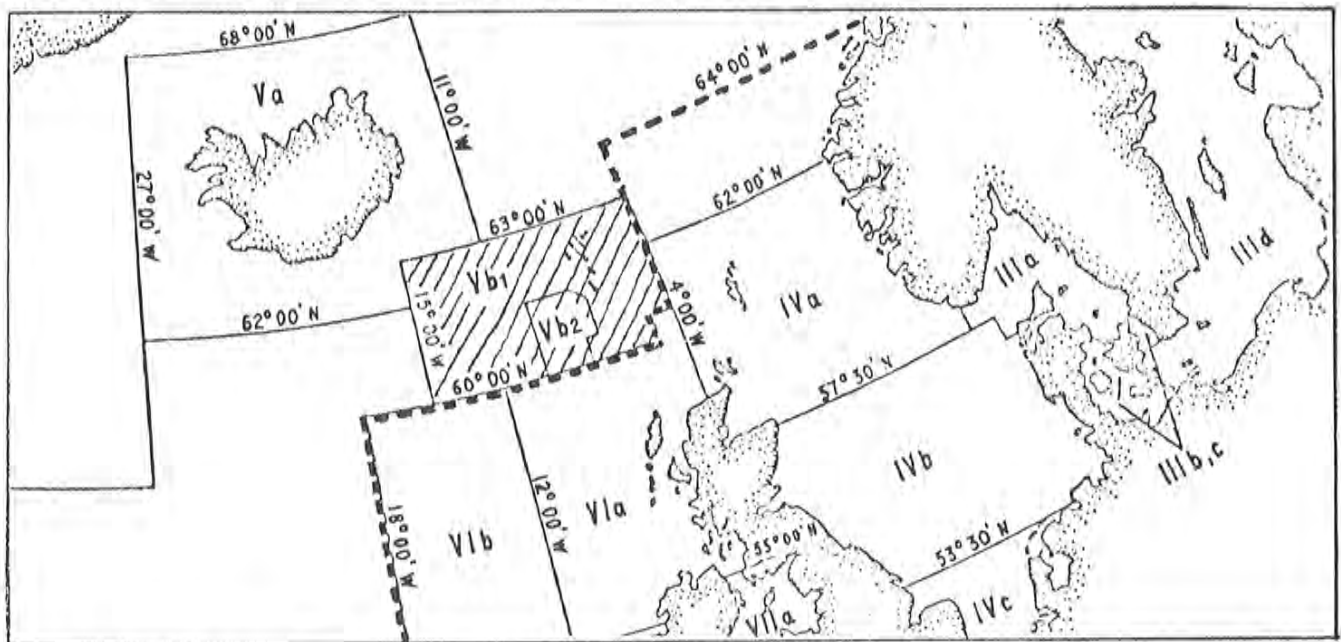 68°00' N
Va
11°00' W
27°00' W
62°00' N
63°00' N
Vb1
15°00' W
Vb2
60°00' N
64°00' N
62°00' N
4°00' W
IVa
IIIa
IIId
57°30' N
IVb
IIIb,c
18°00' W
VIb
12°00' W
VIa
55°00' N
53°30' N
VIIa
IVc